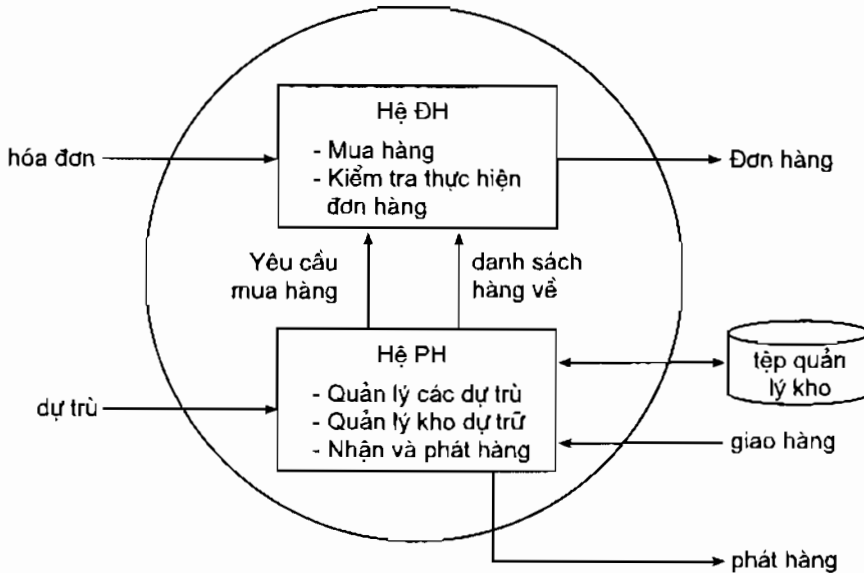 Hệ ĐH
hóa đơn
- Mua hàng
- Kiểm tra thực hiện
đơn hàng
Đơn hàng
Yêu cầu
mua hàng
danh sách
hàng về
Hệ PH
- Quản lý các dự trù
- Quản lý kho dự trữ
- Nhận và phát hàng
dự trù
tệp quản
lý kho
giao hàng
phát hàng